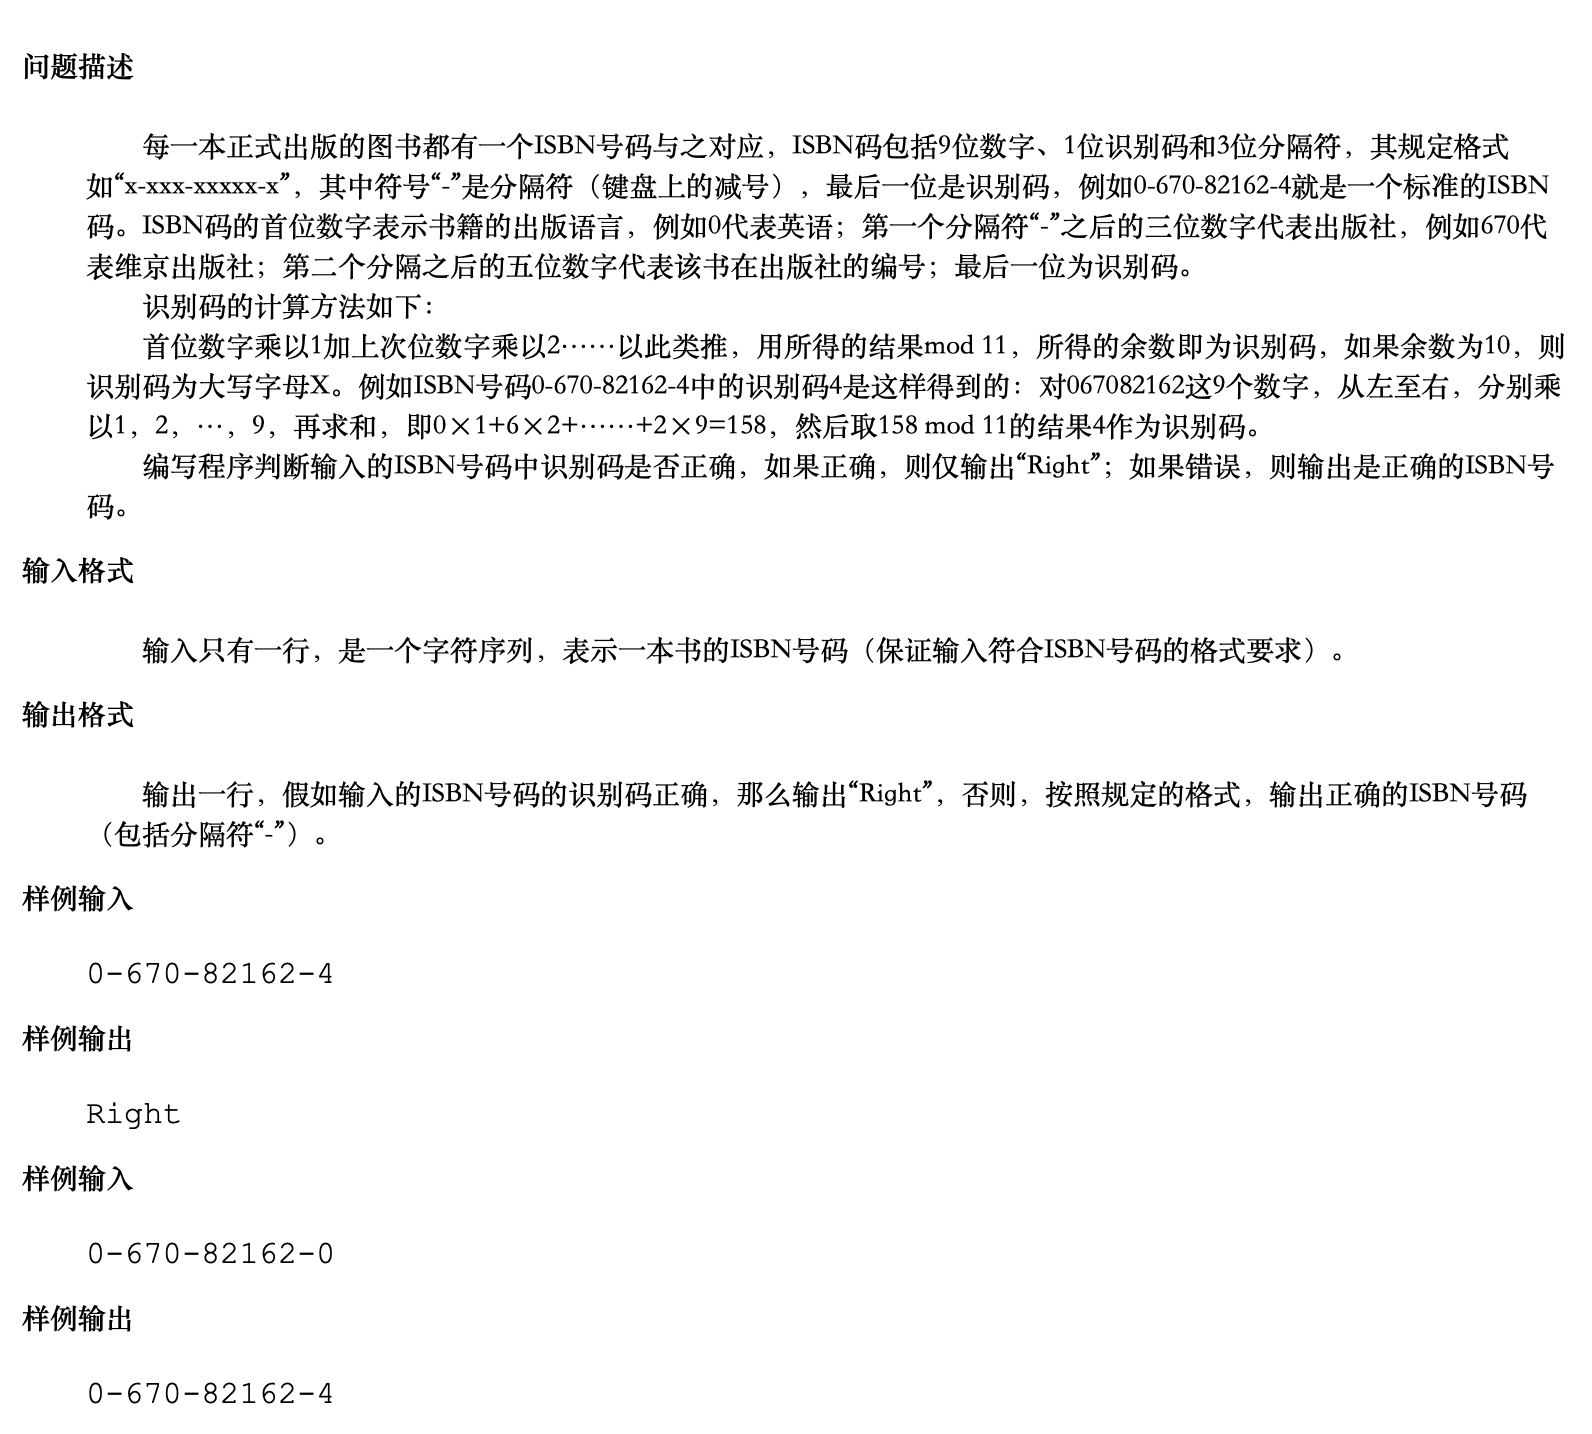 问题描述
每一本正式出版的图书都有一个ISBN号码与之对应，ISBN码包括9位数字、1位识别码和3位分隔符，其规定格式
如“x-xxx-xxxxx-x”，其中符号“-”是分隔符（键盘上的减号），最后一位是识别码，例如0-670-82162-4就是一个标准的ISBN
码。ISBN码的首位数字表示书籍的出版语言，例如0代表英语；第一个分隔符“-”之后的三位数字代表出版社，例如670代
表维京出版社；第二个分隔之后的五位数字代表该书在出版社的编号；最后一位为识别码。
识别码的计算方法如下：
首位数字乘以1加上次位数字乘以2……以此类推，用所得的结果mod 11，所得的余数即为识别码，如果余数为10，则
识别码为大写字母X。例如ISBN号码0-670-82162-4中的识别码4是这样得到的：对067082162这9个数字，从左至右，分别乘
以1，2，…，9，再求和，即0×1+6×2+……+2×9=158，然后取158 mod 11的结果4作为识别码。
编写程序判断输入的ISBN号码中识别码是否正确，如果正确，则仅输出“Right”；如果错误，则输出是正确的ISBN号
码。
输入格式
输入只有一行，是一个字符序列，表示一本书的ISBN号码（保证输入符合ISBN号码的格式要求）。
输出格式
输出一行，假如输入的ISBN号码的识别码正确，那么输出“Right”，否则，按照规定的格式，输出正确的ISBN号码
（包括分隔符“-”）。
样例输入
0-670-82162-4
样例输出
Right
样例输入
0-670-82162-0
样例输出
0-670-82162-4